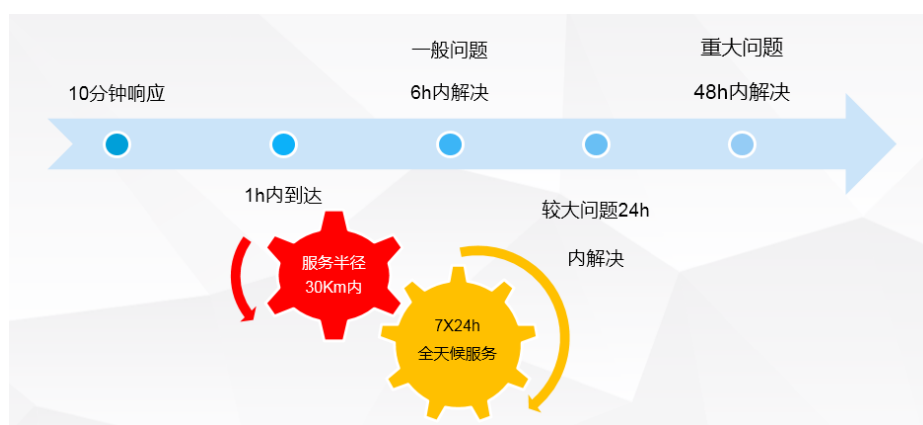 一般问题
6h内解决
重大问题
48h内解决
10分钟响应
1h内到达
较大问题24h
内解决
服务半径
30Km内
7X24h
全天候服务